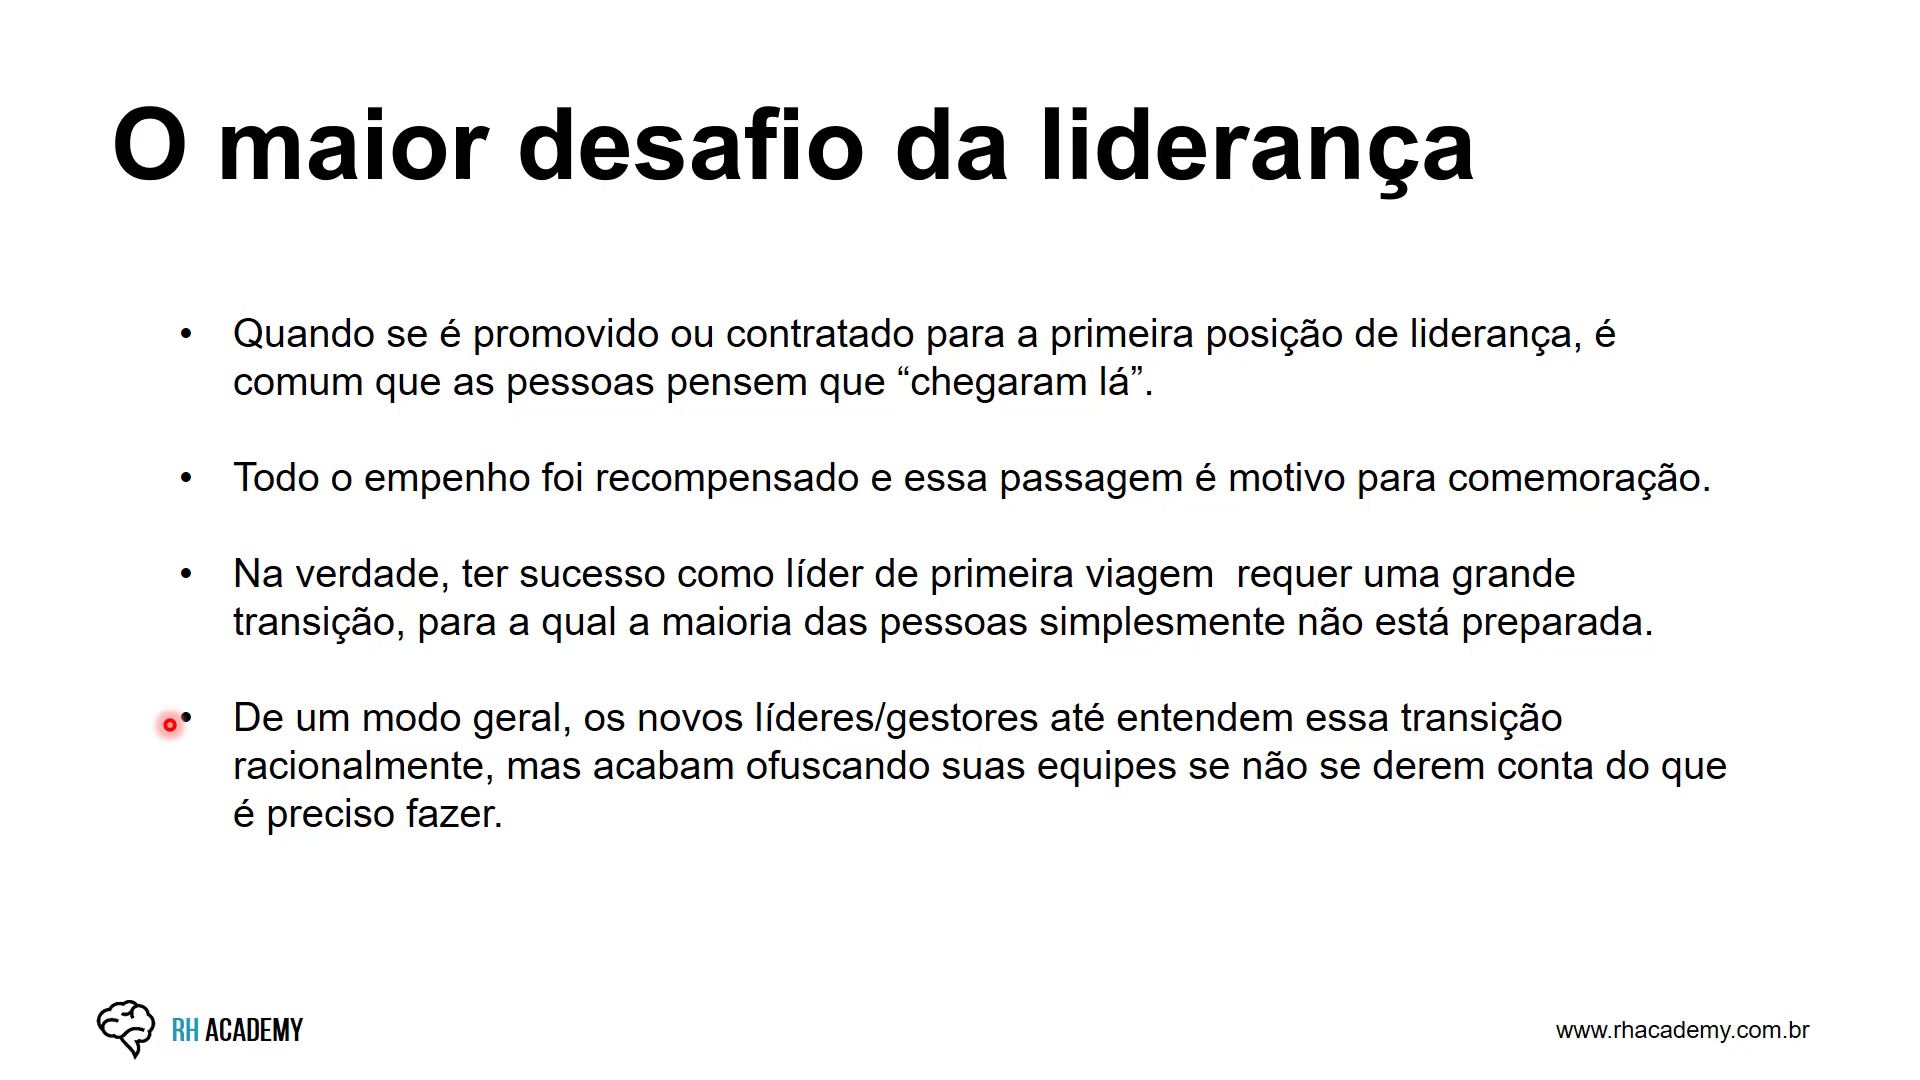 O maior desafio da liderança
• Quando se é promovido ou contratado para a primeira posição de liderança, é
comum que as pessoas pensem que “chegaram lá”.
• Todo o empenho foi recompensado e essa passagem é motivo para comemoração.
• Na verdade, ter sucesso como líder de primeira viagem  requer uma grande
transição, para a qual a maioria das pessoas simplesmente não está preparada.
• De um modo geral, os novos líderes/gestores até entendem essa transição
racionalmente, mas acabam ofuscando suas equipes se não se derem conta do que
é preciso fazer.
RH ACADEMY
www.rhacademy.com.br